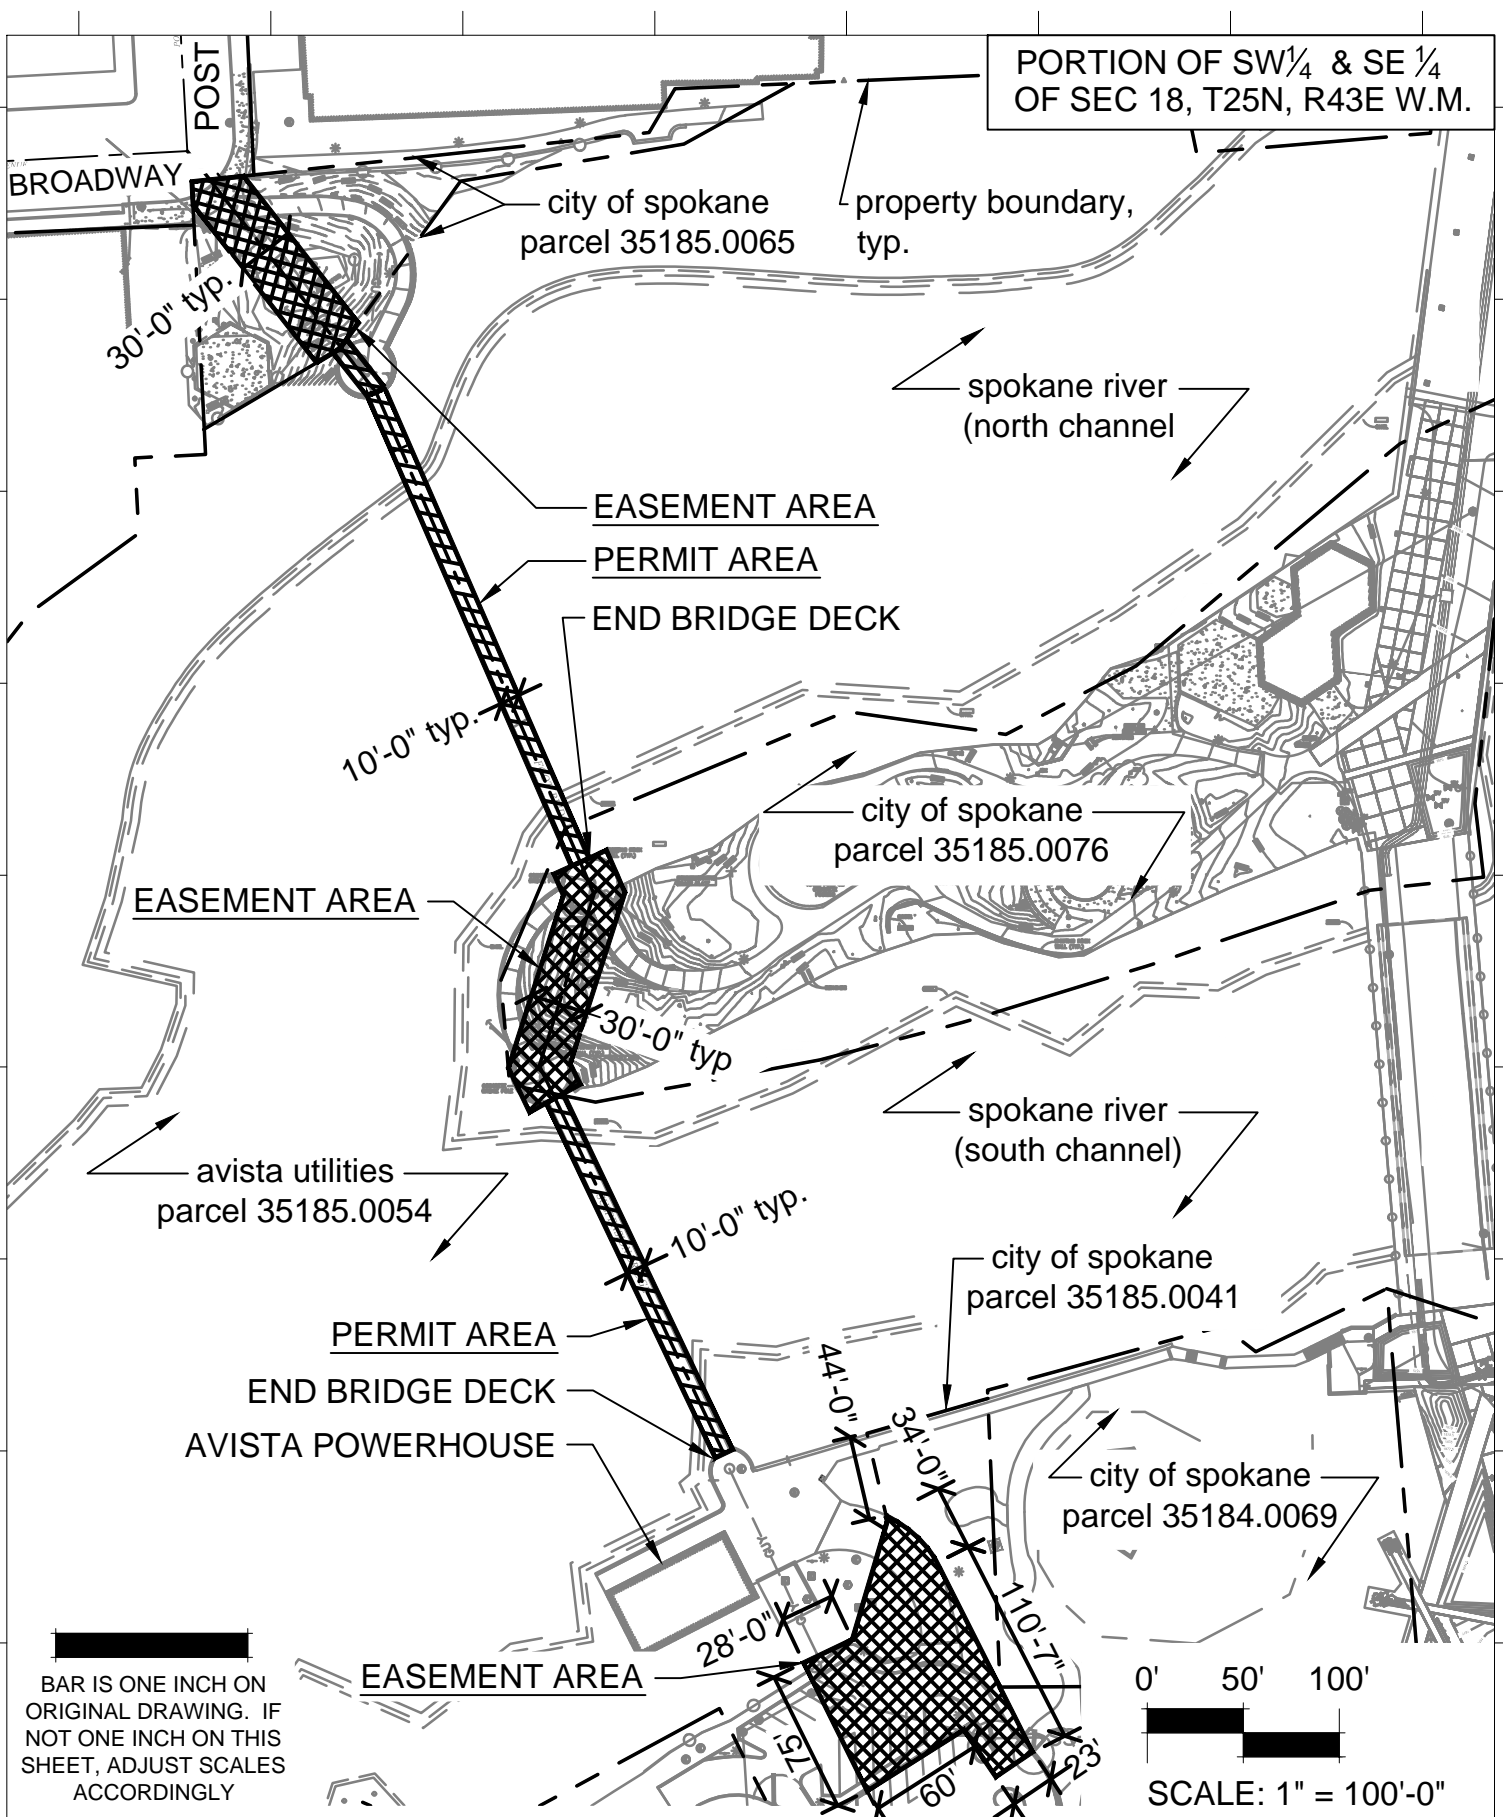 PORTION OF SW¼ & SE ¼
OF SEC 18, T25N, R43E W.M.
POST
BROADWAY
city of spokane
parcel 35185.0065
property boundary,
typ.
30'-0" typ.
spokane river
(north channel
EASEMENT AREA
PERMIT AREA
END BRIDGE DECK
10'-0" typ.
city of spokane
parcel 35185.0076
EASEMENT AREA
30'-0" typ
spokane river
(south channel)
avista utilities
parcel 35185.0054
10'-0" typ.
city of spokane
parcel 35185.0041
PERMIT AREA
END BRIDGE DECK
AVISTA POWERHOUSE
44'-0"
34'-0"
city of spokane
parcel 35184.0069
GUY
110'-7"
28'-0"
EASEMENT AREA
75'
60'
23'
BAR IS ONE INCH ON
ORIGINAL DRAWING. IF
NOT ONE INCH ON THIS
SHEET, ADJUST SCALES
ACCORDINGLY
0' 50' 100'
SCALE: 1" = 100'-0"